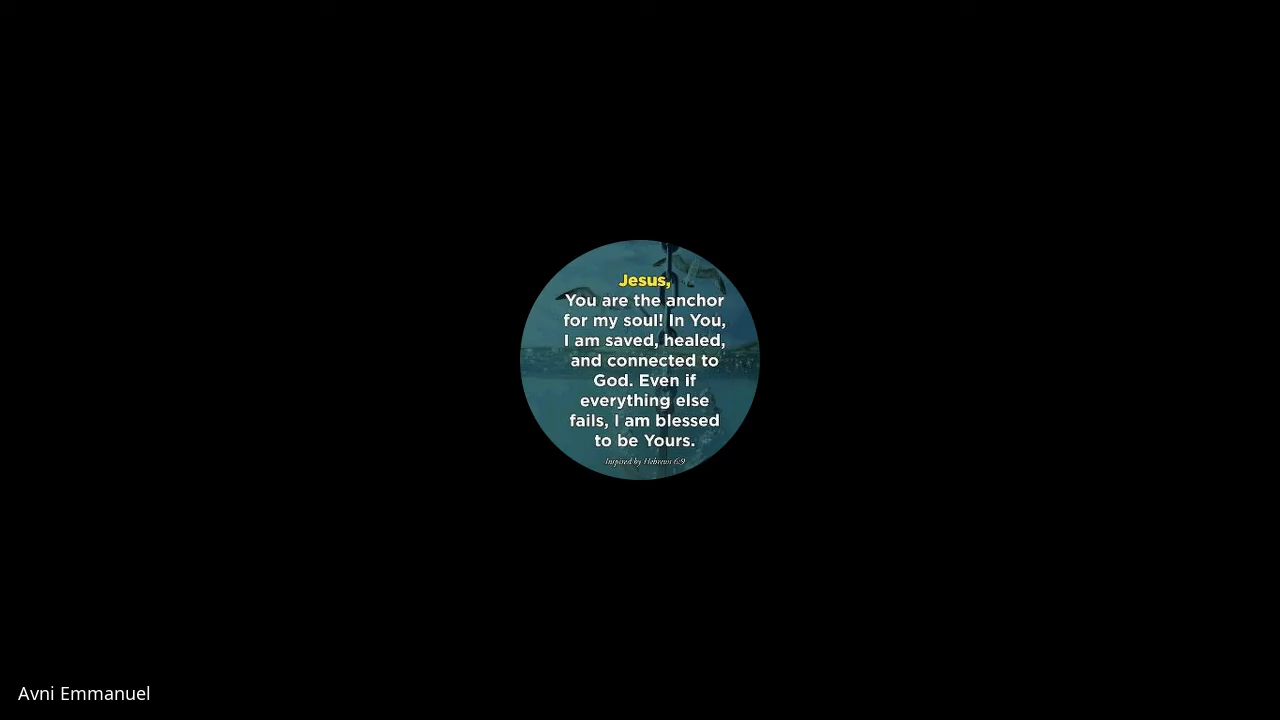 Jesus,
You are the anchor
for my soul! In You,
I am saved, healed,
and connected to
God. Even if
everything else
fails, I am blessed
to be Yours.
Inspired by Hebrews 6:9
Avni Emmanuel